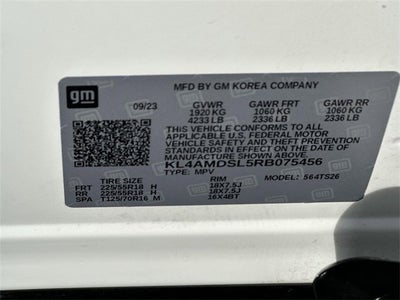 gm
MFD BY GM KOREA COMPANY
09/23 GVWR GAWR FRT GAWR RR
1920 KG 1060 KG 1060 KG
4233 LB 2336 LB 2336 LB
THIS VEHICLE CONFORMS TO ALL
APPLICABLE U.S. FEDERAL MOTOR
VEHICLE SAFETY AND THEFT PREVENTION
STANDARDS IN EFFECT ON THE DATE OF
MANUFACTURE SHOWN ABOVE.
KL4AMDSL5RB075456
TYPE: MPV MODEL: 564TS26
TIRE SIZE RIM
FRT 225/55R18 H 18X7.5J
RR 225/55R18 H 18X7.5J
SPA T125/70R16 M 16X4BT